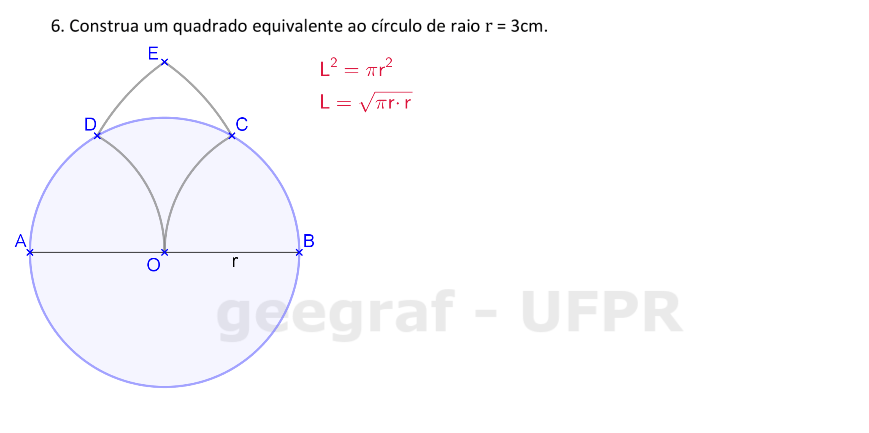 6. Construa um quadrado equivalente ao círculo de raio r = 3cm.
E
L² = πr²
L = √πr· r
D
C
A
B
O
r
geegraf - UFPR